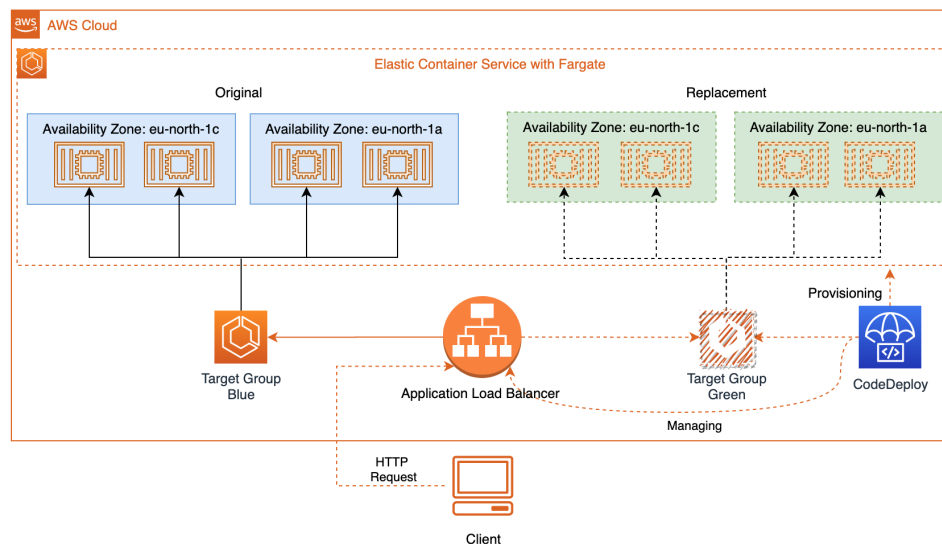 aws
AWS Cloud
Elastic Container Service with Fargate
Original
Replacement
Availability Zone: eu-north-1c
Availability Zone: eu-north-1a
Availability Zone: eu-north-1c
Availability Zone: eu-north-1a
Provisioning
Target Group
Blue
Application Load Balancer
Target Group
Green
</>
CodeDeploy
Managing
HTTP
Request
Client